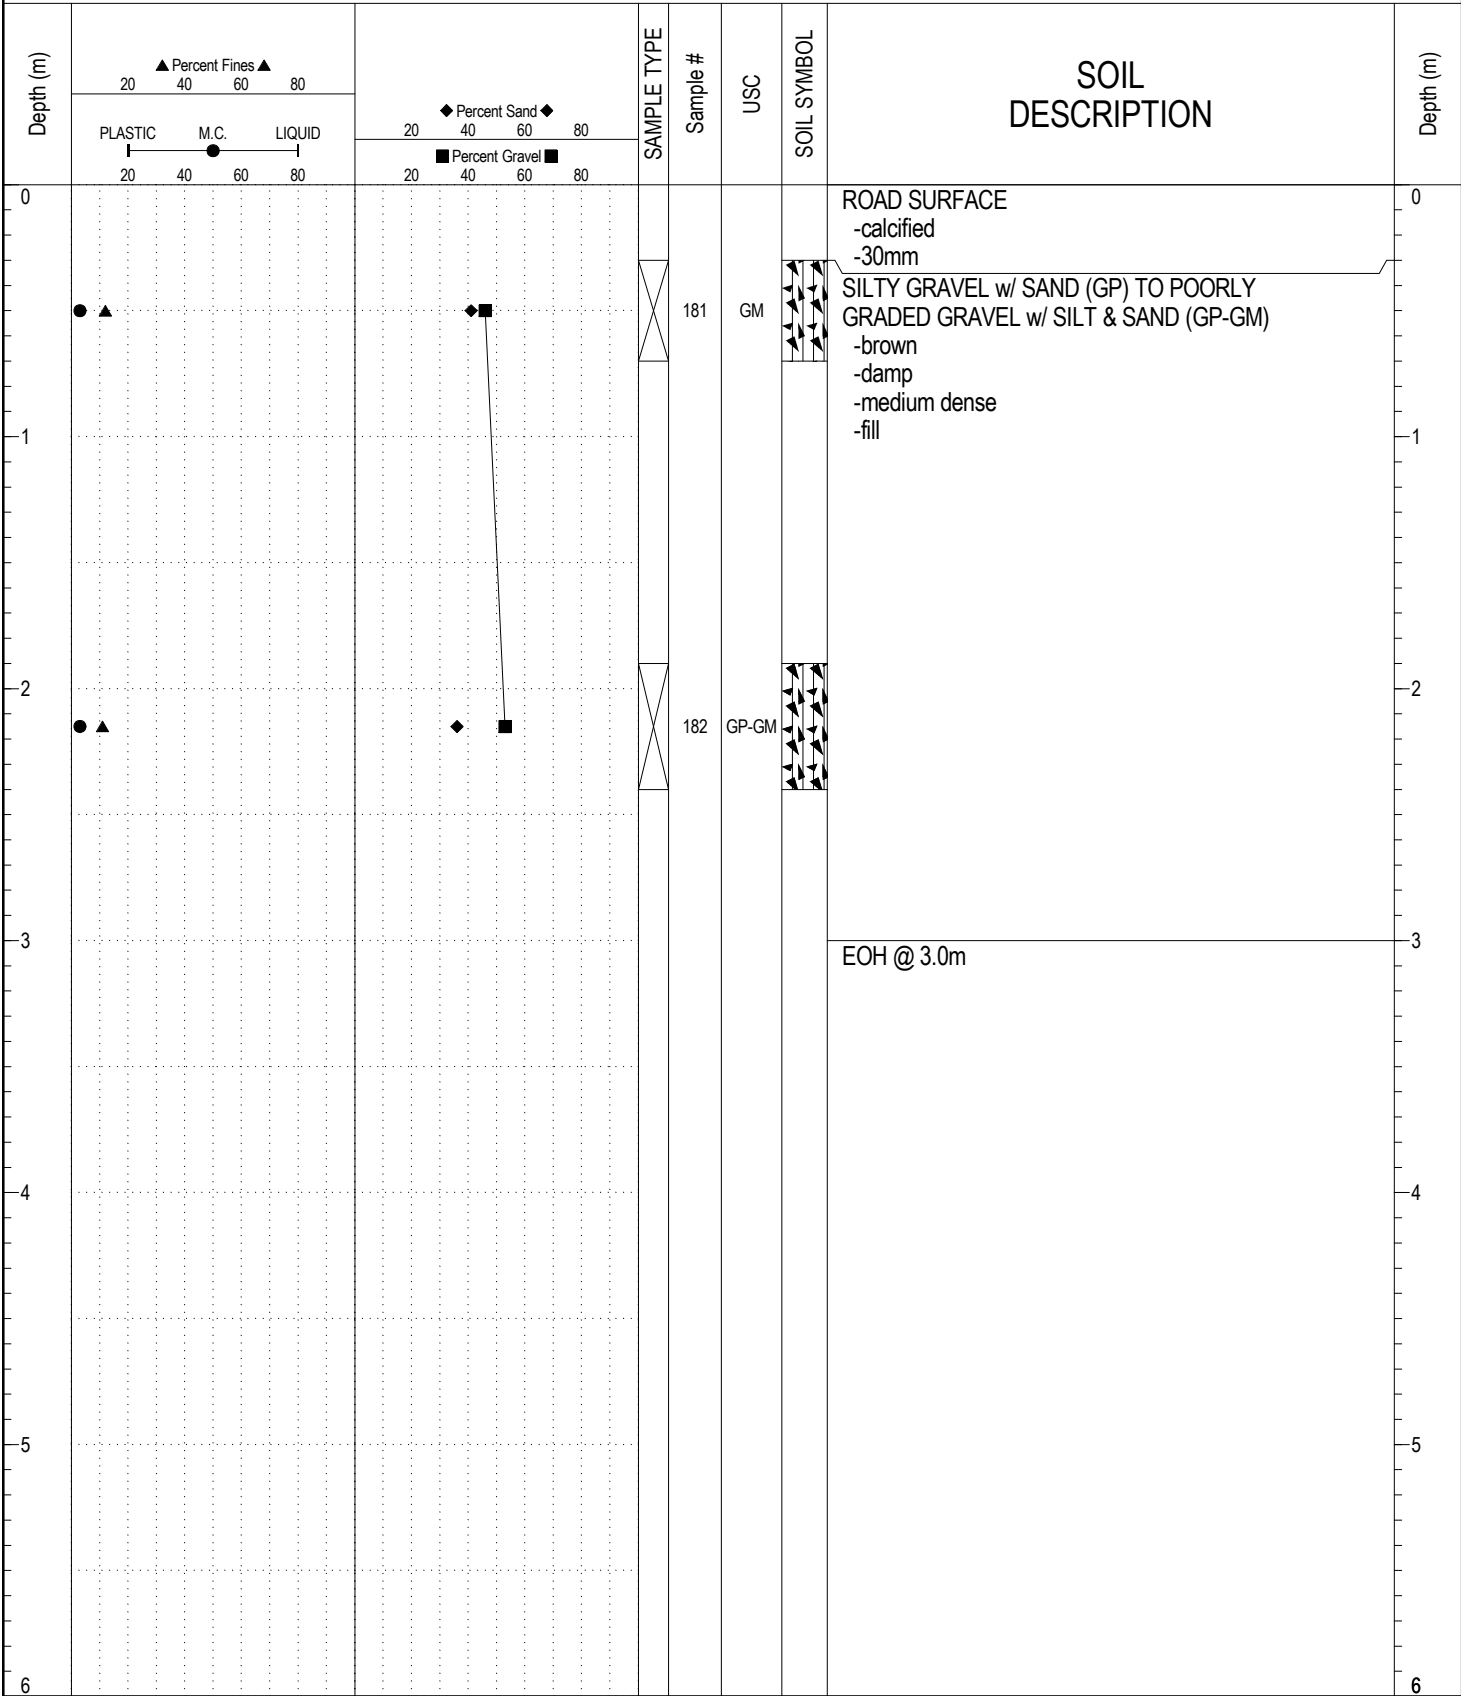 Depth (m)
▲ Percent Fines ▲
20 40 60 80
PLASTIC M.C. LIQUID
20 40 60 80
◆ Percent Sand ◆
20 40 60 80
■ Percent Gravel ■
20 40 60 80
SAMPLE TYPE
Sample #
USC
SOIL SYMBOL
SOIL
DESCRIPTION
Depth (m)
0 0
ROAD SURFACE
-calcified
-30mm
SILTY GRAVEL w/ SAND (GP) TO POORLY
181 GM
GRADED GRAVEL w/ SILT & SAND (GP-GM)
-brown
-damp
-medium dense
-fill
1 1
2 2
182 GP-GM
3 3
EOH @ 3.0m
4 4
5 5
6 6